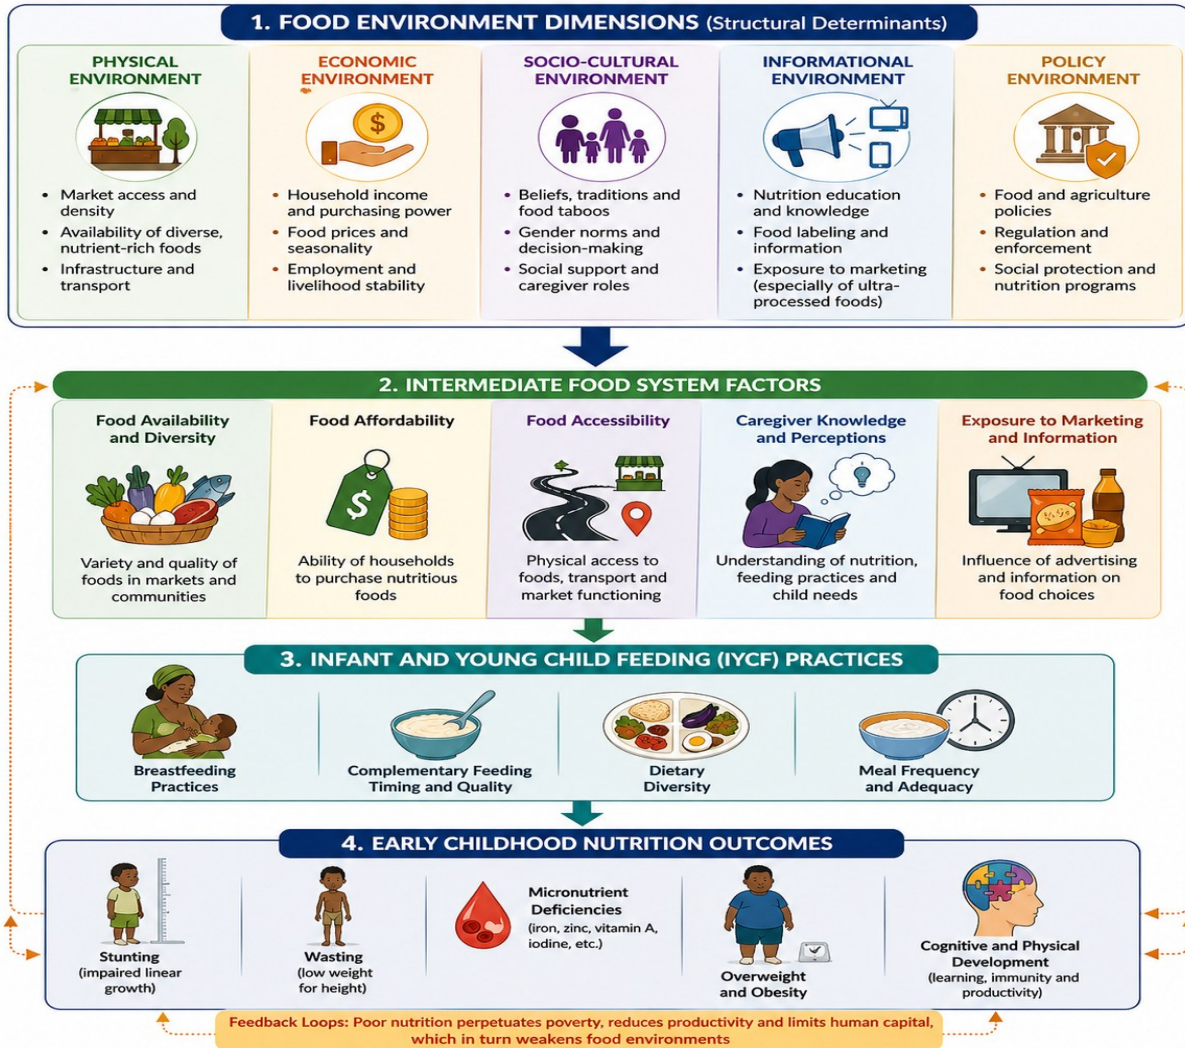 1. FOOD ENVIRONMENT DIMENSIONS (Structural Determinants)
PHYSICAL
ENVIRONMENT
• Market access and
density
• Availability of diverse,
nutrient-rich foods
• Infrastructure and
transport
ECONOMIC
ENVIRONMENT
$
• Household income
and purchasing power
• Food prices and
seasonality
• Employment and
livelihood stability
SOCIO-CULTURAL
ENVIRONMENT
• Beliefs, traditions and
food taboos
• Gender norms and
decision-making
• Social support and
caregiver roles
INFORMATIONAL
ENVIRONMENT
• Nutrition education
and knowledge
• Food labeling and
information
• Exposure to marketing
(especially of ultra-
processed foods)
POLICY
ENVIRONMENT
• Food and agriculture
policies
• Regulation and
enforcement
• Social protection and
nutrition programs
2. INTERMEDIATE FOOD SYSTEM FACTORS
Food Availability
and Diversity
Variety and quality of
foods in markets and
communities
Food Affordability
$
Ability of households
to purchase nutritious
foods
Food Accessibility
Physical access to
foods, transport and
market functioning
Caregiver Knowledge
and Perceptions
Understanding of nutrition,
feeding practices and
child needs
Exposure to Marketing
and Information
Influence of advertising
and information on
food choices
3. INFANT AND YOUNG CHILD FEEDING (IYCF) PRACTICES
Breastfeeding
Practices
Complementary Feeding
Timing and Quality
Dietary
Diversity
Meal Frequency
and Adequacy
4. EARLY CHILDHOOD NUTRITION OUTCOMES
Stunting
(impaired linear
growth)
Wasting
(low weight
for height)
Micronutrient
Deficiencies
(iron, zinc, vitamin A,
iodine, etc.)
Overweight
and Obesity
Cognitive and Physical
Development
(learning, immunity and
productivity)
Feedback Loops: Poor nutrition perpetuates poverty, reduces productivity and limits human capital,
which in turn weakens food environments